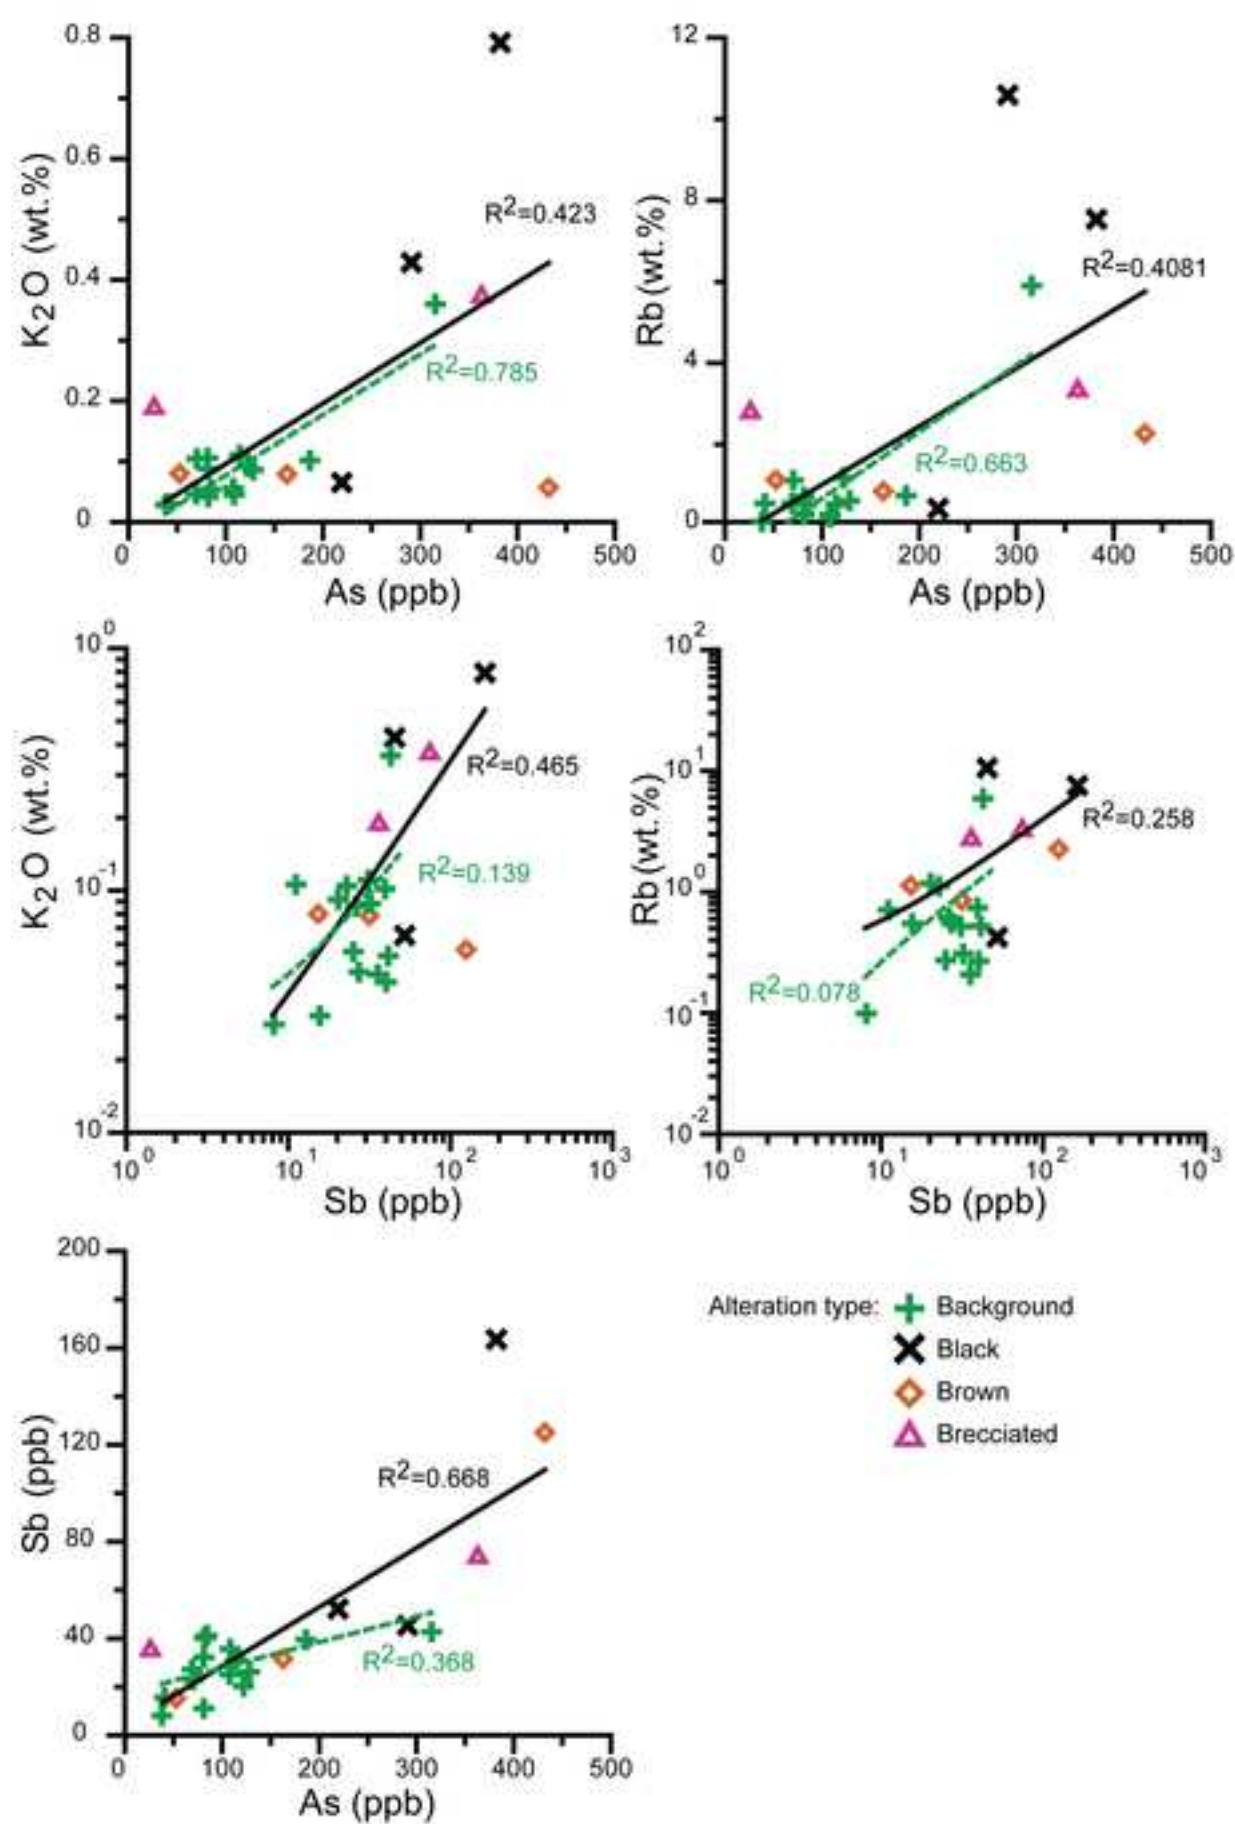 0.8
0.6
0.4
0.2
0
K2O (wt.%)
R2=0.423
R2=0.785
0 100 200 300 400 500
As (ppb)
12
8
4
0
Rb (wt.%)
R2=0.4081
R2=0.663
0 100 200 300 400 500
As (ppb)
10^0
10^-1
10^-2
K2O (wt.%)
R2=0.465
R2=0.139
10^0 10^1 10^2 10^3
Sb (ppb)
10^2
10^1
10^0
10^-1
10^-2
Rb (wt.%)
R2=0.258
R2=0.078
10^0 10^1 10^2 10^3
Sb (ppb)
200
160
120
80
40
0
Sb (ppb)
R2=0.668
R2=0.368
0 100 200 300 400 500
As (ppb)
Alteration type: Background
Black
Brown
Brecciated